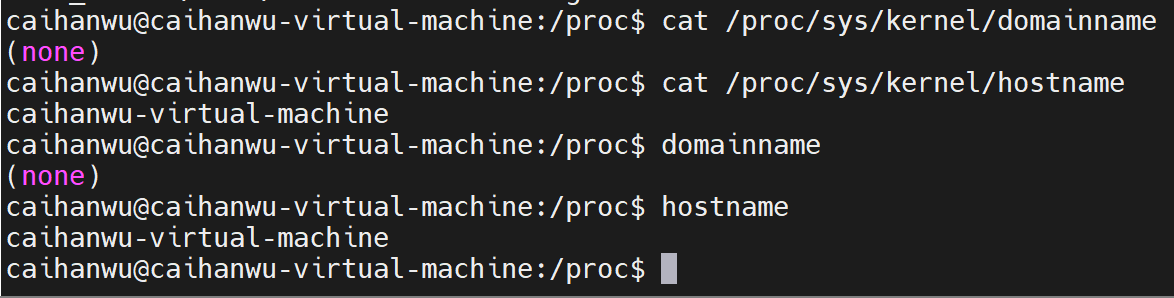 caihanwu@caihanwu-virtual-machine:/proc$ cat /proc/sys/kernel/domainname
(none)
caihanwu@caihanwu-virtual-machine:/proc$ cat /proc/sys/kernel/hostname
caihanwu-virtual-machine
caihanwu@caihanwu-virtual-machine:/proc$ domainname
(none)
caihanwu@caihanwu-virtual-machine:/proc$ hostname
caihanwu-virtual-machine
caihanwu@caihanwu-virtual-machine:/proc$